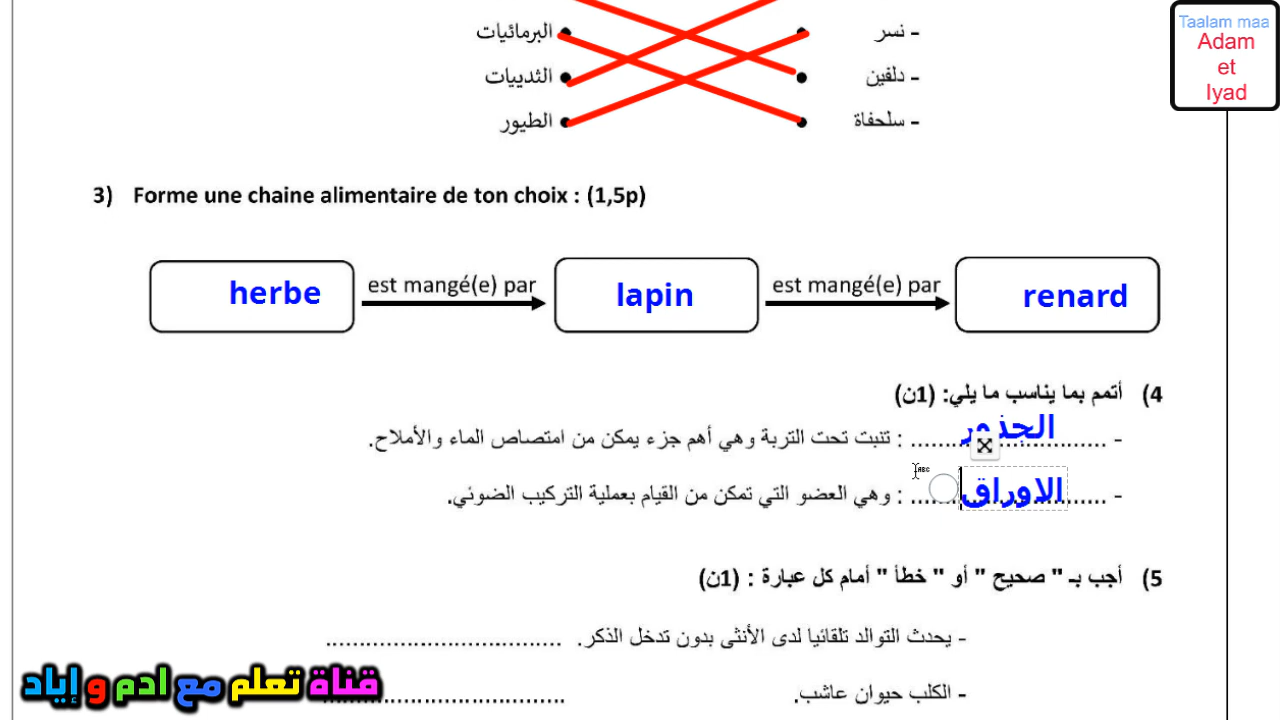 Taalam maa
Adam
et
Iyad
- نسر
البرمائيات
- دلفين
الثدييات
- سلحفاة
الطيور
3) Forme une chaine alimentaire de ton choix : (1,5p)
herbe est mangé(e) par lapin est mangé(e) par renard
4) أتمم بما يناسب ما يلي: (1ن)
- الجذور : تنبت تحت التربة وهي أهم جزء يمكن من امتصاص الماء والأملاح.
- الاوراق : وهي العضو التي تمكن من القيام بعملية التركيب الضوئي.
5) أجب بـ " صحيح " أو " خطأ " أمام كل عبارة : (1ن)
- يحدث التوالد تلقائيا لدى الأنثى بدون تدخل الذكر. ...................................
- الكلب حيوان عاشب. ...................................
قناة تعلم مع ادم و إياد